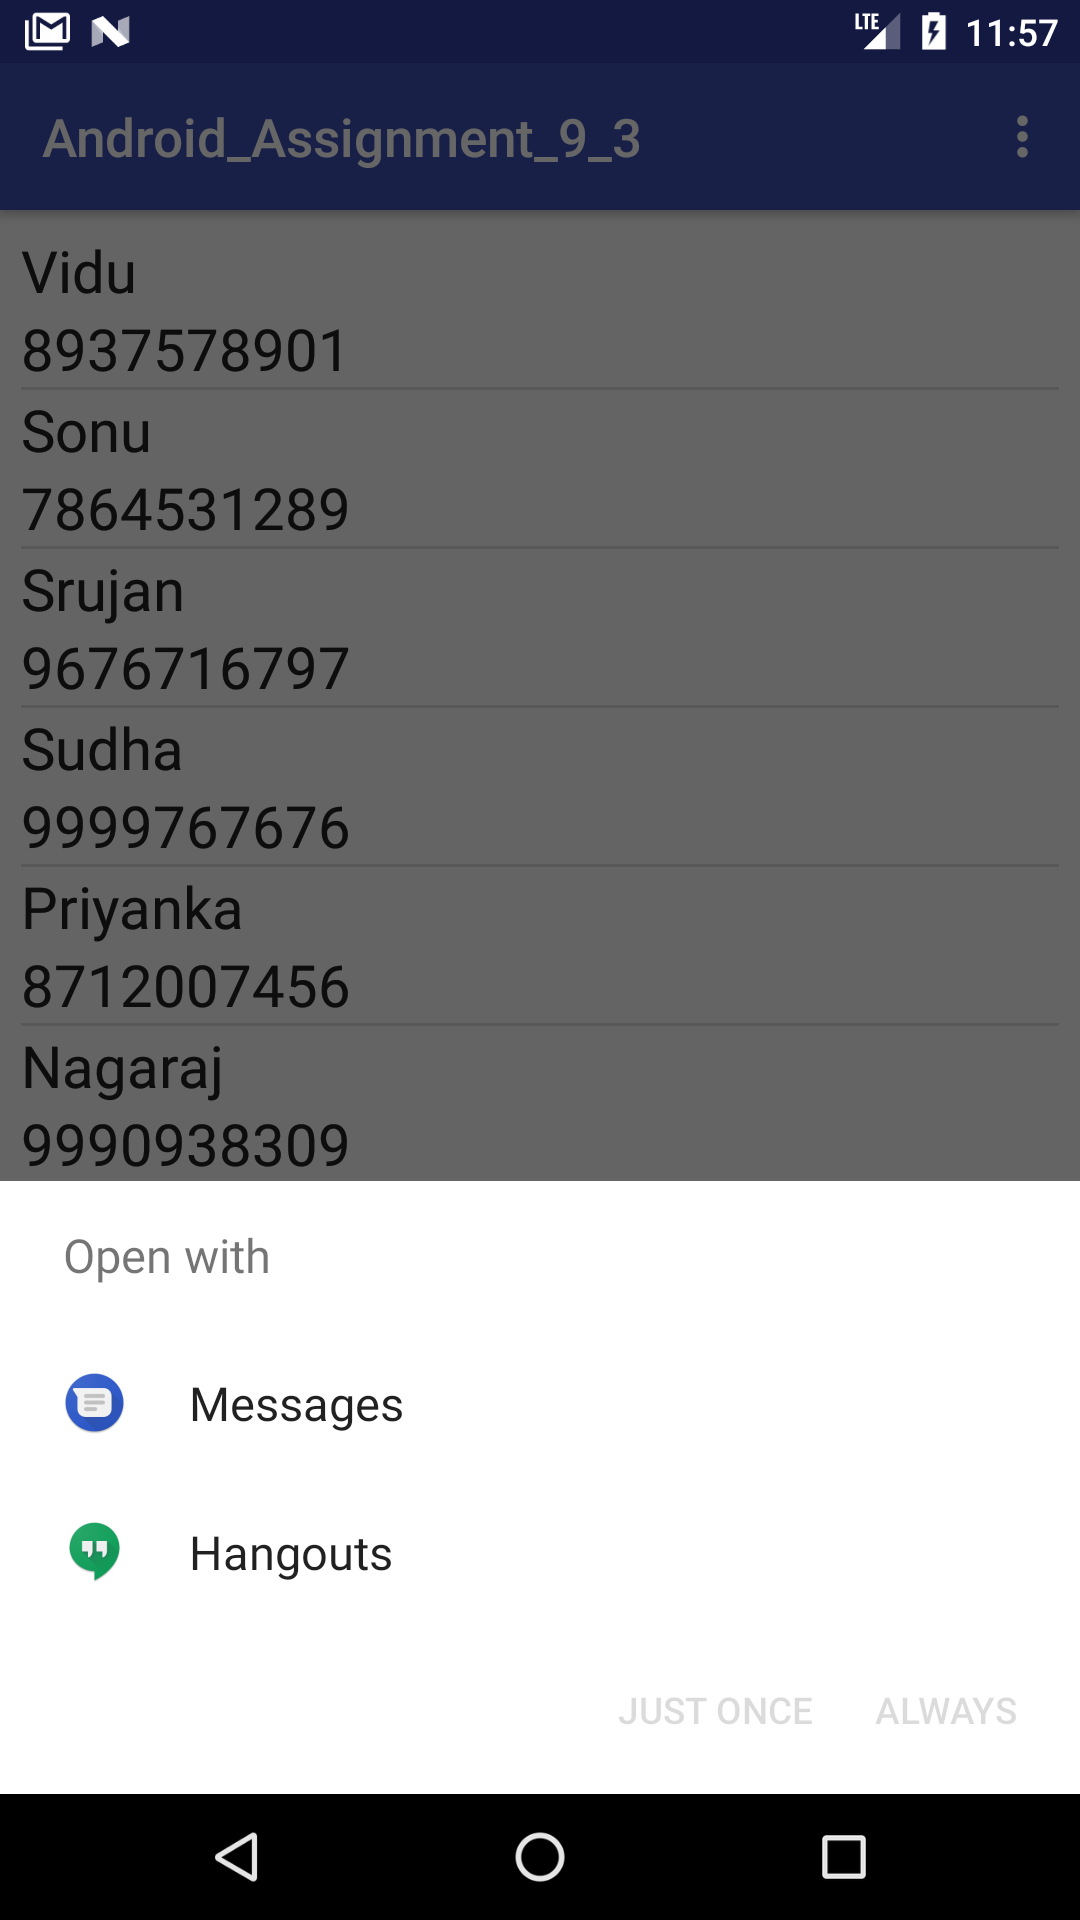 LTE 11:57
Android_Assignment_9_3
Vidu
8937578901
Sonu
7864531289
Srujan
9676716797
Sudha
9999767676
Priyanka
8712007456
Nagaraj
9990938309
Open with
Messages
Hangouts
JUST ONCE ALWAYS